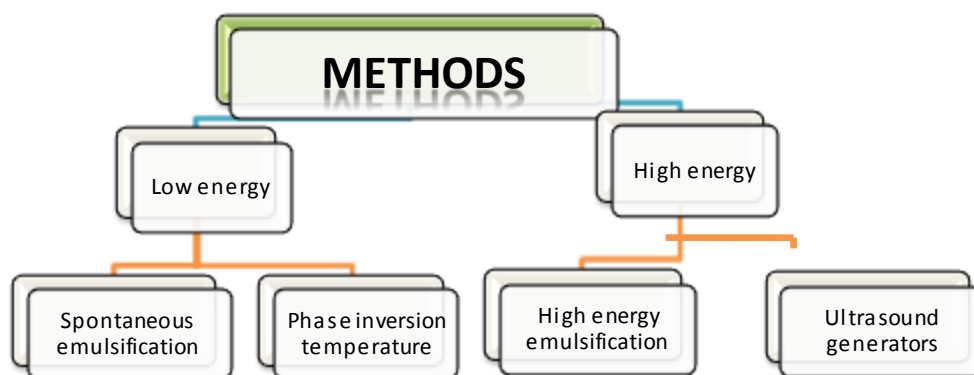 METHODS
Low energy
High energy
Spontaneous
emulsification
Phase inversion
temperature
High energy
emulsification
Ultrasound
generators